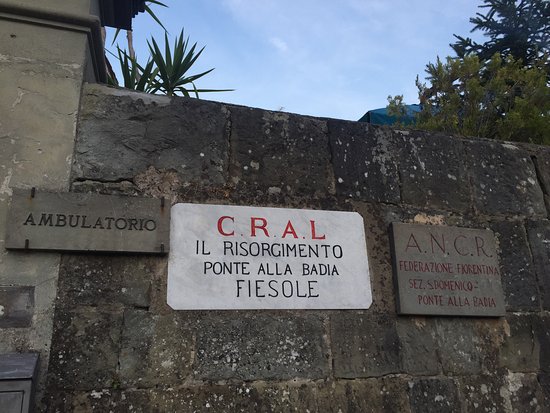 AMBULATORIO
C.R.A.L
IL RISORGIMENTO
PONTE ALLA BADIA
FIESOLE
A.N.C.R.
FEDERAZIONE FIORENTINA
SEZ. S. DOMENICO-
PONTE ALLA BADIA